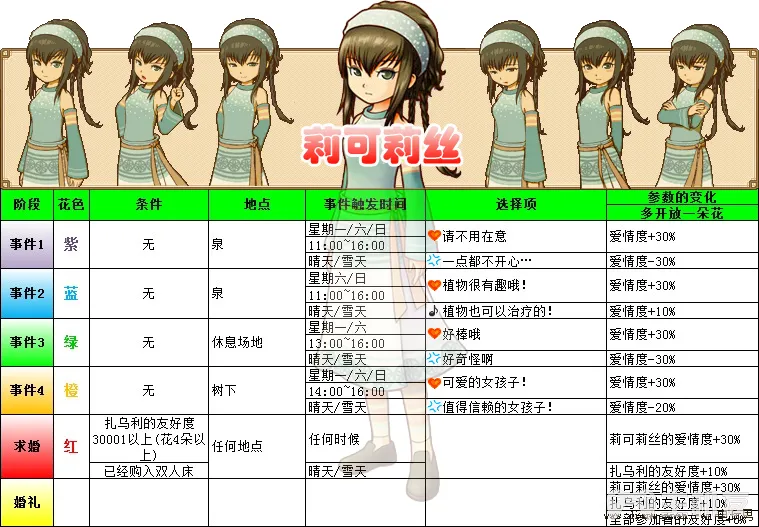 莉可莉丝
阶段 花色 条件 地点 事件触发时间 选择项 参数的变化
多开放一朵花
事件1 紫 无 泉 星期一/六/日 请不用在意 爱情度+30%
11:00~16:00
晴天/雪天 一点都不开心… 爱情度-30%
事件2 蓝 无 泉 星期六/日 植物很有趣哦! 爱情度+30%
11:00~16:00
晴天/雪天 ♪植物也可以治疗的! 爱情度+10%
事件3 绿 无 休息场地 星期一/六 好棒哦 爱情度+30%
13:00~16:00
晴天/雪天 好奇怪啊 爱情度-30%
事件4 橙 无 树下 星期一/六/日 可爱的女孩子! 爱情度+30%
14:00~16:00
晴天/雪天 值得信赖的女孩子! 爱情度-20%
求婚 红 扎乌利的友好度
30001以上(花4朵以
上) 任何地点 任何时候 莉可莉丝的爱情度+30%
已经购入双人床 晴天/雪天 扎乌利的友好度+10%
婚礼 莉可莉丝的爱情度+30%
扎乌利的
全部参加者的友好度